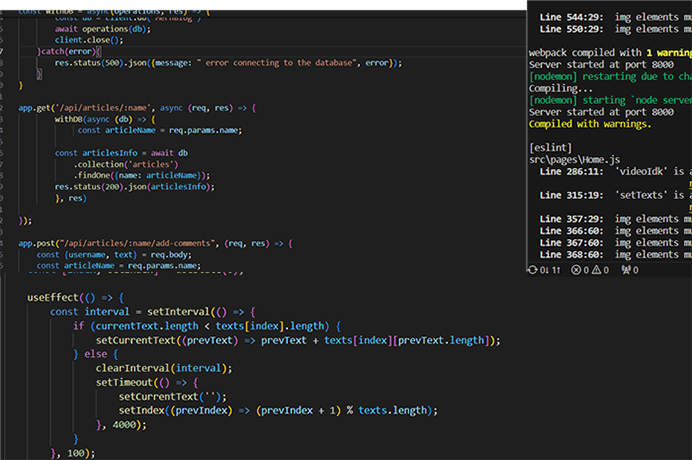 const withDB = async(operations, res) => {
const db = client.db('MernBlog')
await operations(db);
client.close();
}catch(error){
res.status(500).json({message: " error connecting to the database", error});
}
}
app.get('/api/articles/:name', async (req, res) => {
withDB(async (db) => {
const articleName = req.params.name;
const articlesInfo = await db
.collection('articles')
.findOne({name: articleName});
res.status(200).json(articlesInfo);
}, res)
});
app.post("/api/articles/:name/add-comments", (req, res) => {
const {username, text} = req.body;
const articleName = req.params.name;
useEffect(() => {
const interval = setInterval(() => {
if (currentText.length < texts[index].length) {
setCurrentText((prevText) => prevText + texts[index][prevText.length]);
} else {
clearInterval(interval);
setTimeout(() => {
setCurrentText('');
setIndex((prevIndex) => (prevIndex + 1) % texts.length);
}, 4000);
}
}, 100);
Line 544:29: img elements mu
Line 550:29: img elements mu
webpack compiled with 1 warning
Server started at port 8000
[nodemon] restarting due to cha
Compiling...
[nodemon] starting `node server
Server started at port 8000
Compiled with warnings.
[eslint]
src\pages\Home.js
Line 286:11: 'videoIdk' is a
Line 315:19: 'setTexts' is a
Line 357:29: img elements mu
Line 366:60: img elements mu
Line 367:60: img elements mu
Line 368:60: img elements mu
0↓ 1↑ 0 0 0